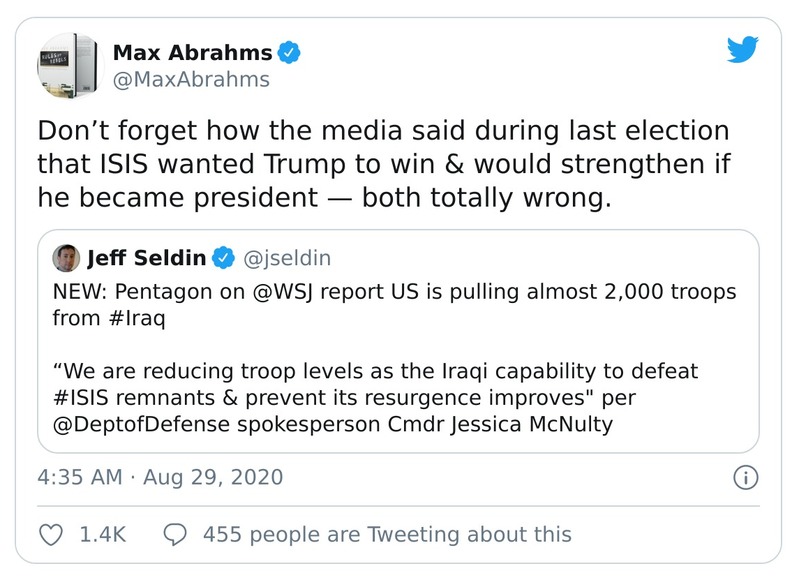 Max Abrahms
@MaxAbrahms
Don’t forget how the media said during last election
that ISIS wanted Trump to win & would strengthen if
he became president — both totally wrong.
Jeff Seldin @jseldin
NEW: Pentagon on @WSJ report US is pulling almost 2,000 troops
from #Iraq
“We are reducing troop levels as the Iraqi capability to defeat
#ISIS remnants & prevent its resurgence improves" per
@DeptofDefense spokesperson Cmdr Jessica McNulty
4:35 AM · Aug 29, 2020
1.4K 455 people are Tweeting about this